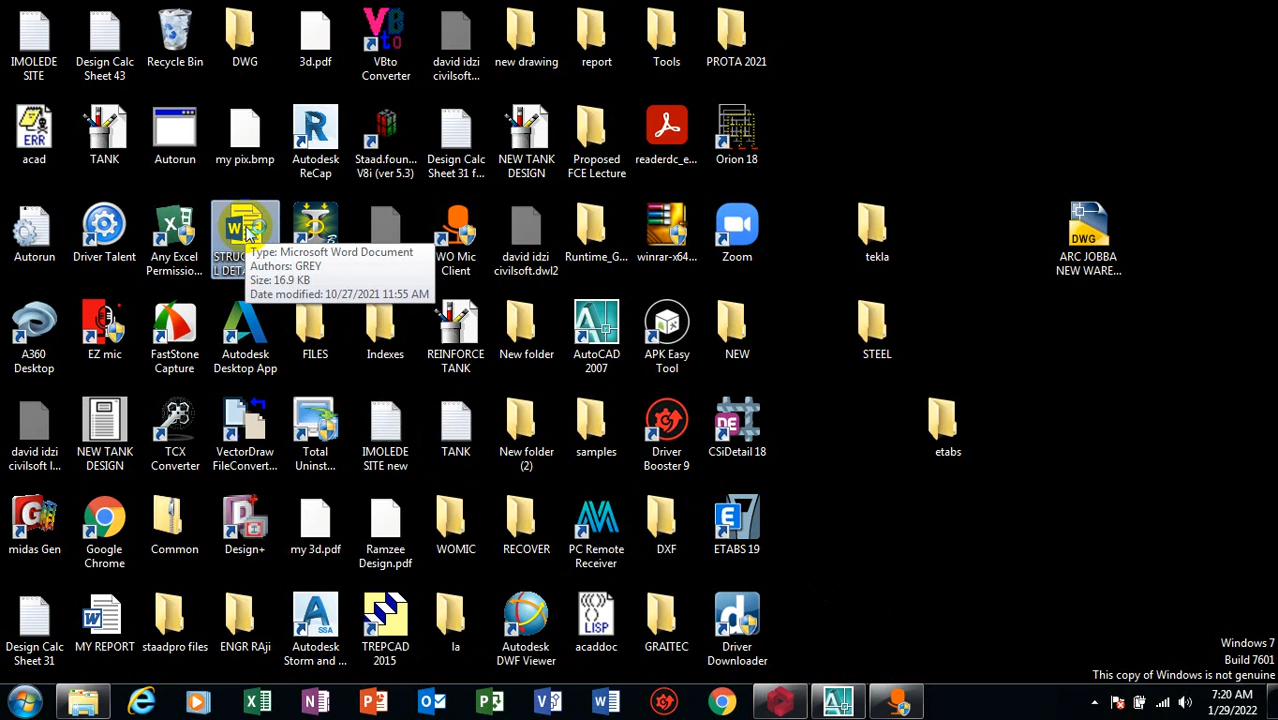 IMOLEDE SITE
Design Calc Sheet 43
Recycle Bin
DWG
3d.pdf
VBto Converter
david idzi civilsoft...
new drawing
report
Tools
PROTA 2021
acad
TANK
Autorun
my pix.bmp
Autodesk ReCap
Staad.foun... V8i (ver 5.3)
Design Calc Sheet 31 f...
NEW TANK DESIGN
Proposed FCE Lecture
readerdc_e...
Orion 18
Autorun
Driver Talent
Any Excel Permissio...
Type: Microsoft Word Document
Authors: GREY
Size: 16.9 KB
Date modified: 10/27/2021 11:55 AM
WO Mic Client
david idzi civilsoft.dwl2
Runtime_G...
winrar-x64...
Zoom
tekla
DWG
ARC JOBBA NEW WARE...
A360 Desktop
EZ mic
FastStone Capture
Autodesk Desktop App
FILES
Indexes
REINFORCE TANK
New folder
AutoCAD 2007
APK Easy Tool
NEW
STEEL
david idzi civilsoft l...
NEW TANK DESIGN
TCX Converter
VectorDraw FileConvert...
Total Uninst...
IMOLEDE SITE new
TANK
New folder (2)
samples
Driver Booster 9
CSiDetail 18
etabs
midas Gen
Google Chrome
Common
Design+
my 3d.pdf
Ramzee Design.pdf
WOMIC
RECOVER
PC Remote Receiver
DXF
ETABS 19
Design Calc Sheet 31
MY REPORT
staadpro files
ENGR RAji
Autodesk Storm and ...
TREPCAD 2015
la
Autodesk DWF Viewer
acaddoc
GRAITEC
Driver Downloader
Windows 7
Build 7601
This copy of Windows is not genuine
7:20 AM
1/29/2022